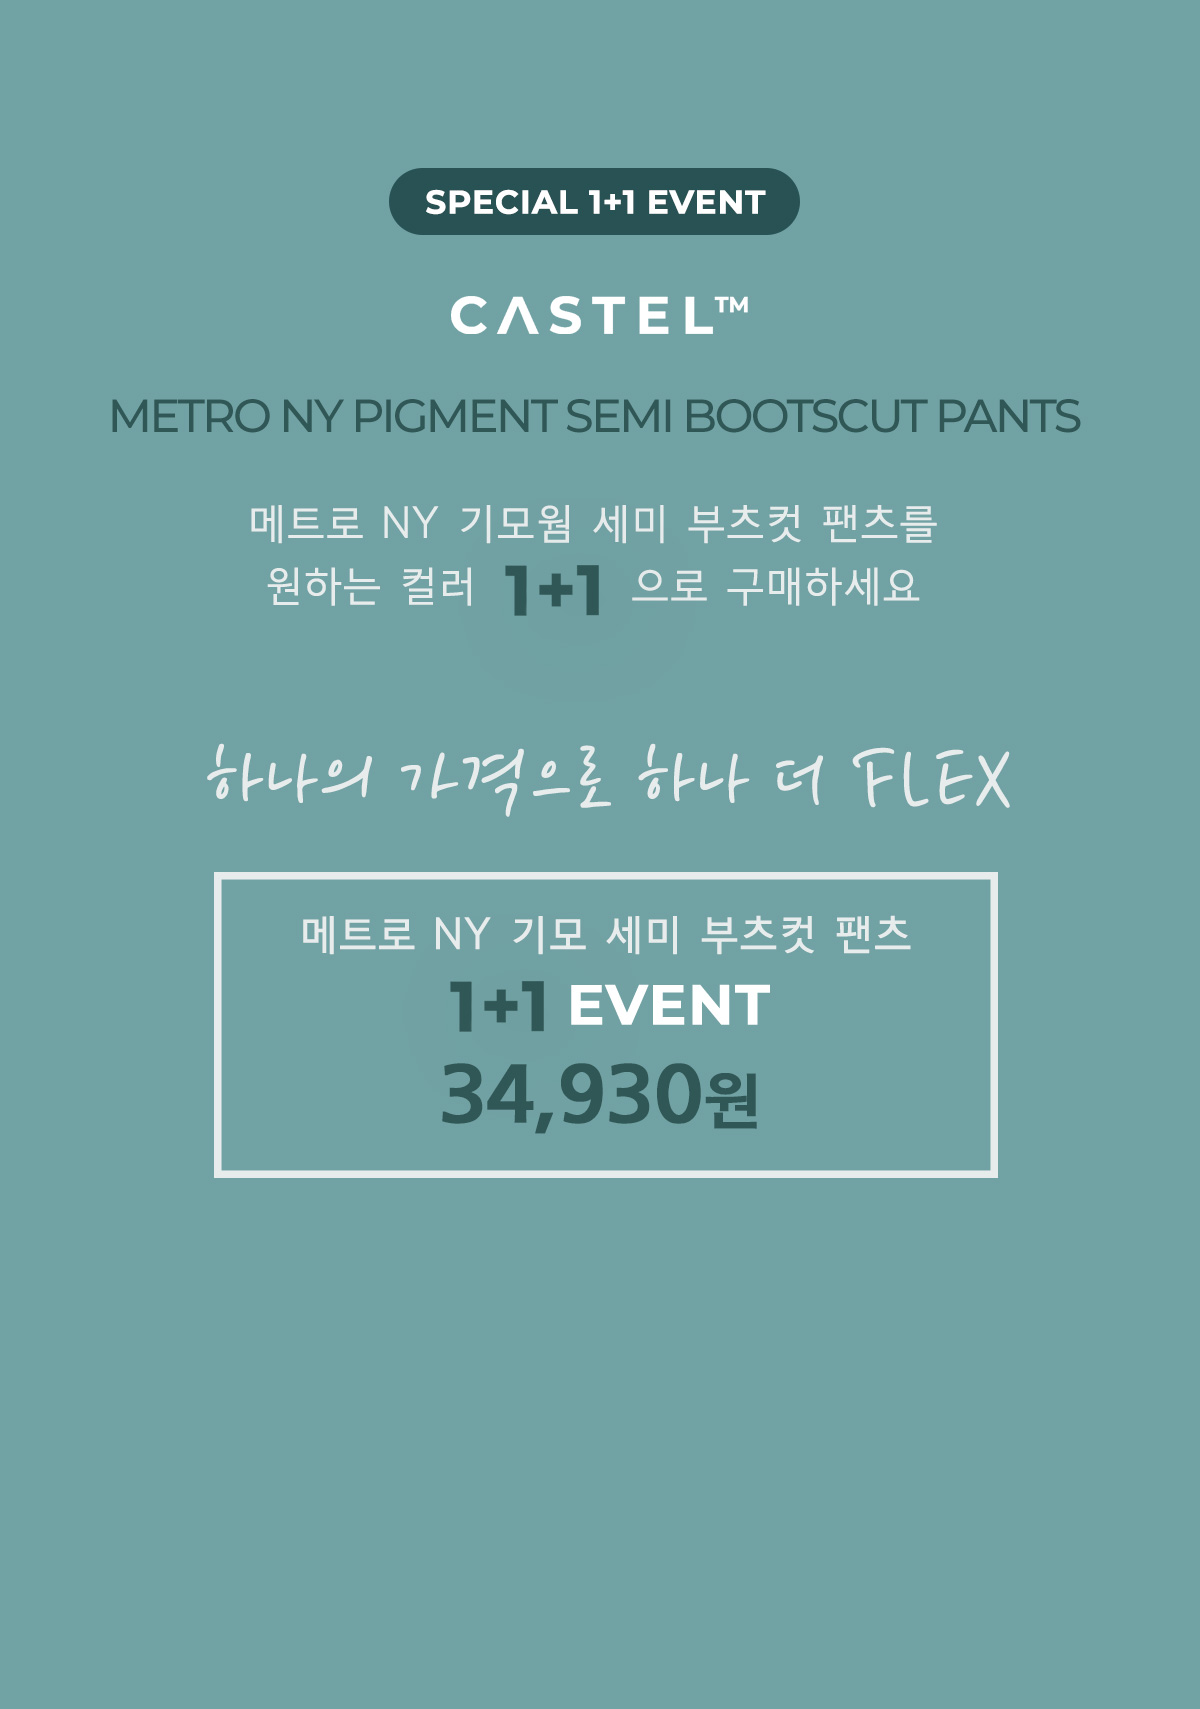 SPECIAL 1+1 EVENT
CASTEL™
METRO NY PIGMENT SEMI BOOTSCUT PANTS
메트로 NY 기모웜 세미 부츠컷 팬츠를
원하는 컬러 1+1 으로 구매하세요
하나의 가격으로 하나 더 FLEX
메트로 NY 기모 세미 부츠컷 팬츠
1+1 EVENT
34,930원